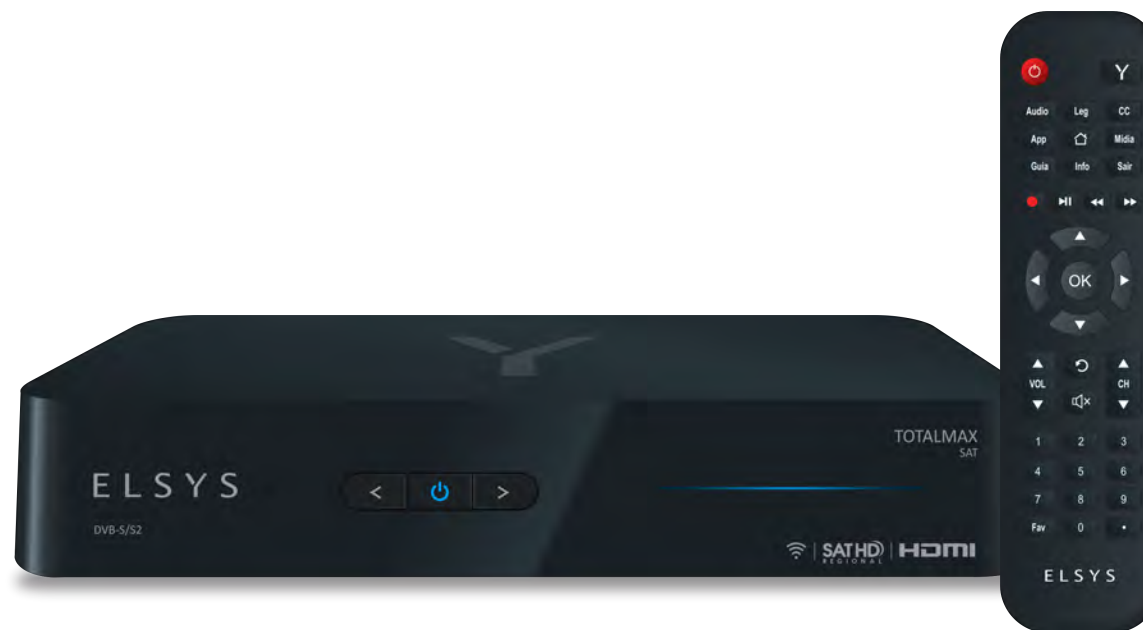 ELSYS
DVB-S/S2
TOTALMAX
SAT
SATHD
REGIONAL
HDMI
Y
Audio Leg CC
App Mídia
Guia Info Sair
OK
VOL CH
1 2 3
4 5 6
7 8 9
Fav 0 •
ELSYS